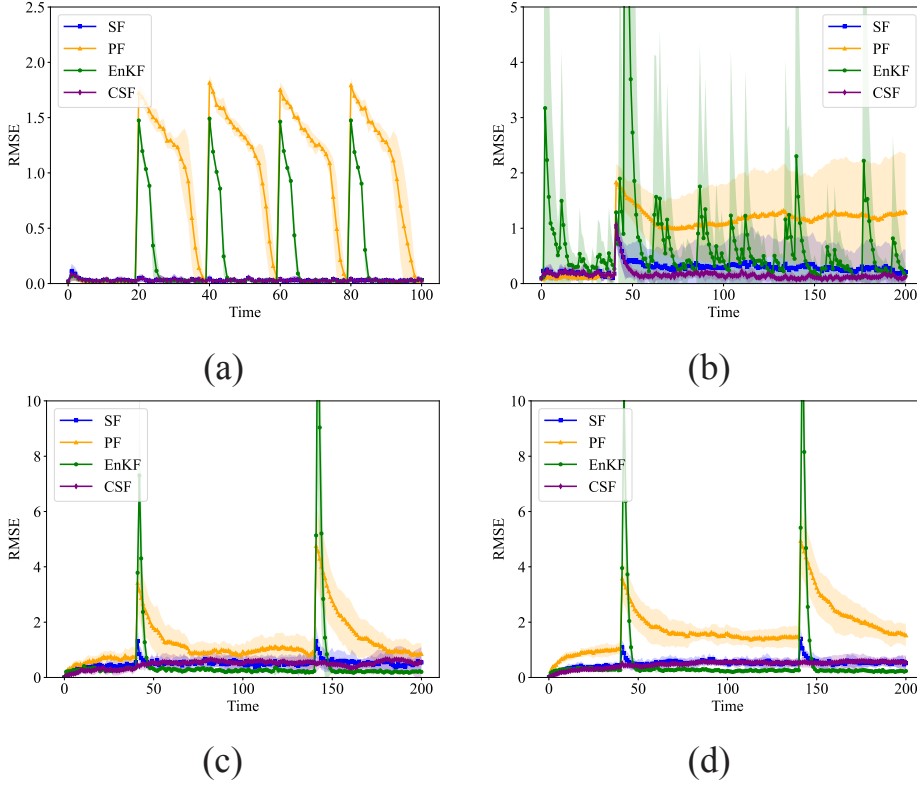 2.5
2.0
1.5
1.0
0.5
0.0
RMSE
SF
PF
EnKF
CSF
0 20 40 60 80 100
Time
(a)
5
4
3
2
1
0
RMSE
SF
PF
EnKF
CSF
0 50 100 150 200
Time
(b)
10
8
6
4
2
0
RMSE
SF
PF
EnKF
CSF
0 50 100 150 200
Time
(c)
10
8
6
4
2
0
RMSE
SF
PF
EnKF
CSF
0 50 100 150 200
Time
(d)